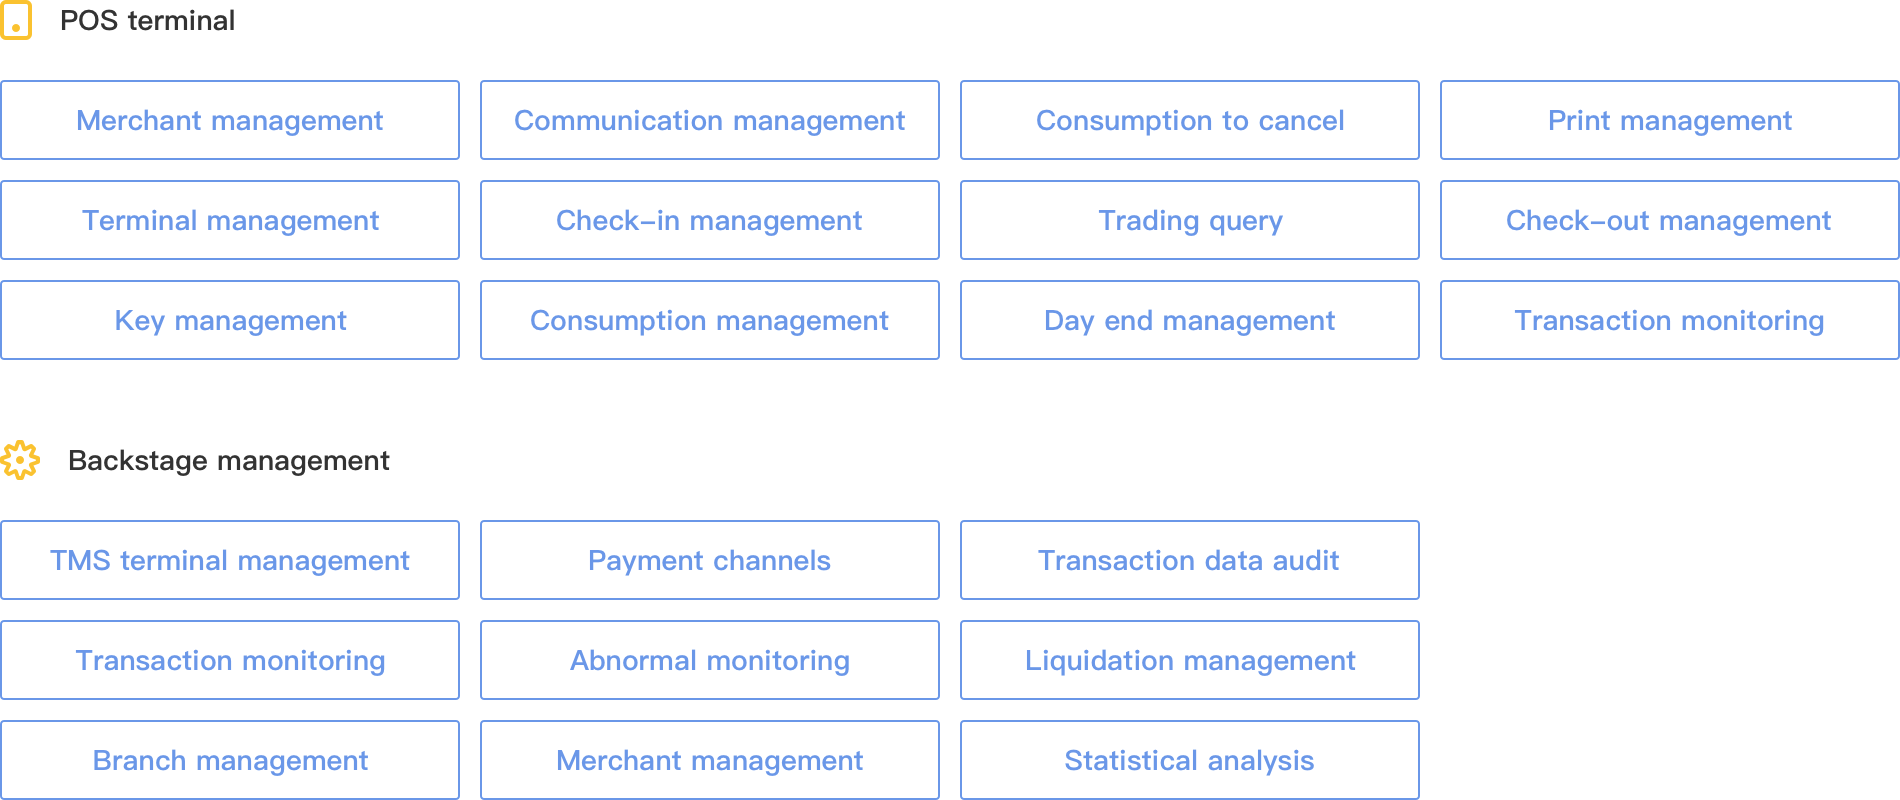 POS terminal
Merchant management
Communication management
Consumption to cancel
Print management
Terminal management
Check-in management
Trading query
Check-out management
Key management
Consumption management
Day end management
Transaction monitoring
Backstage management
TMS terminal management
Payment channels
Transaction data audit
Transaction monitoring
Abnormal monitoring
Liquidation management
Branch management
Merchant management
Statistical analysis